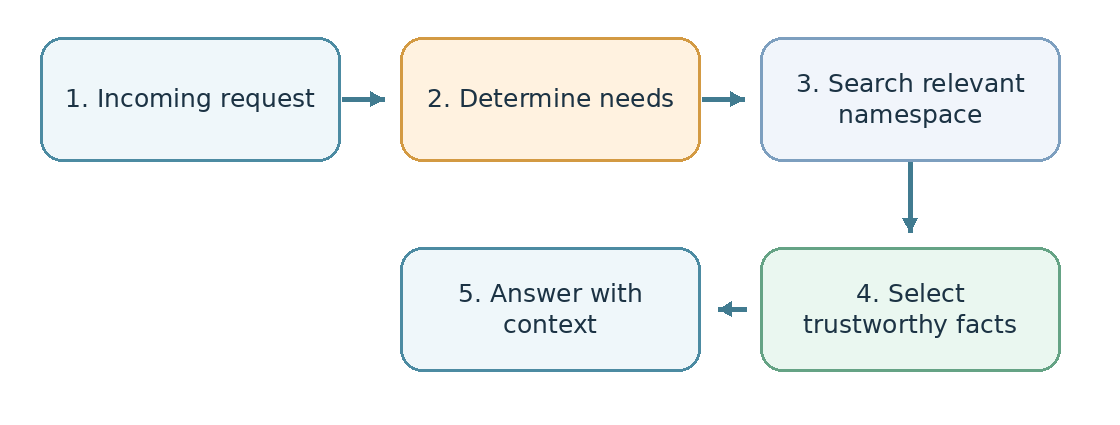 1. Incoming request
2. Determine needs
3. Search relevant
namespace
4. Select
trustworthy facts
5. Answer with
context